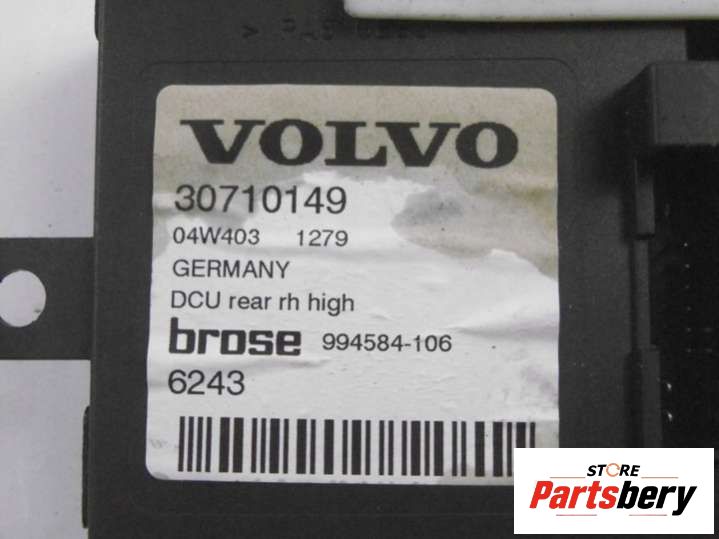 VOLVO
30710149
04W403 1279
GERMANY
DCU rear rh high
brose 994584-106
6243
STORE
Partsbery